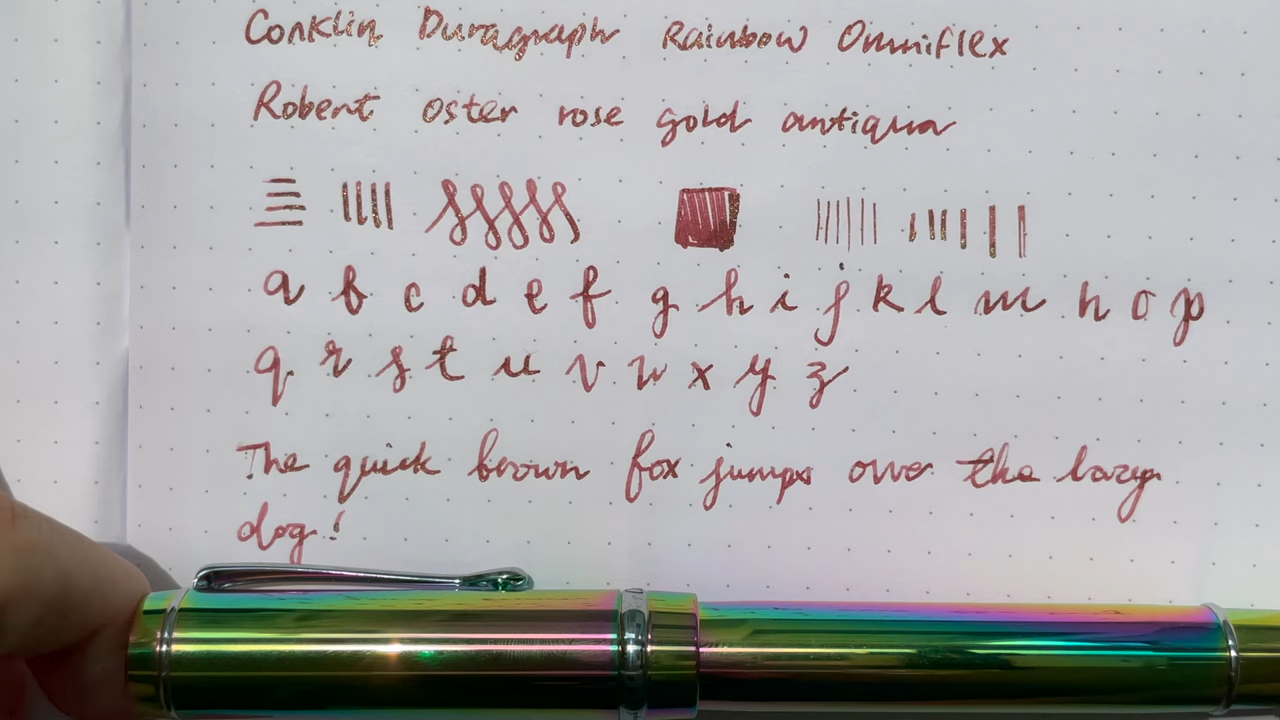 Conklin Duragraph Rainbow Omniflex
Robert oster rose gold antiqua
a b c d e f g h i j k l m n o p
q r s t u v w x y z
The quick brown fox jumps over the lazy
dog!